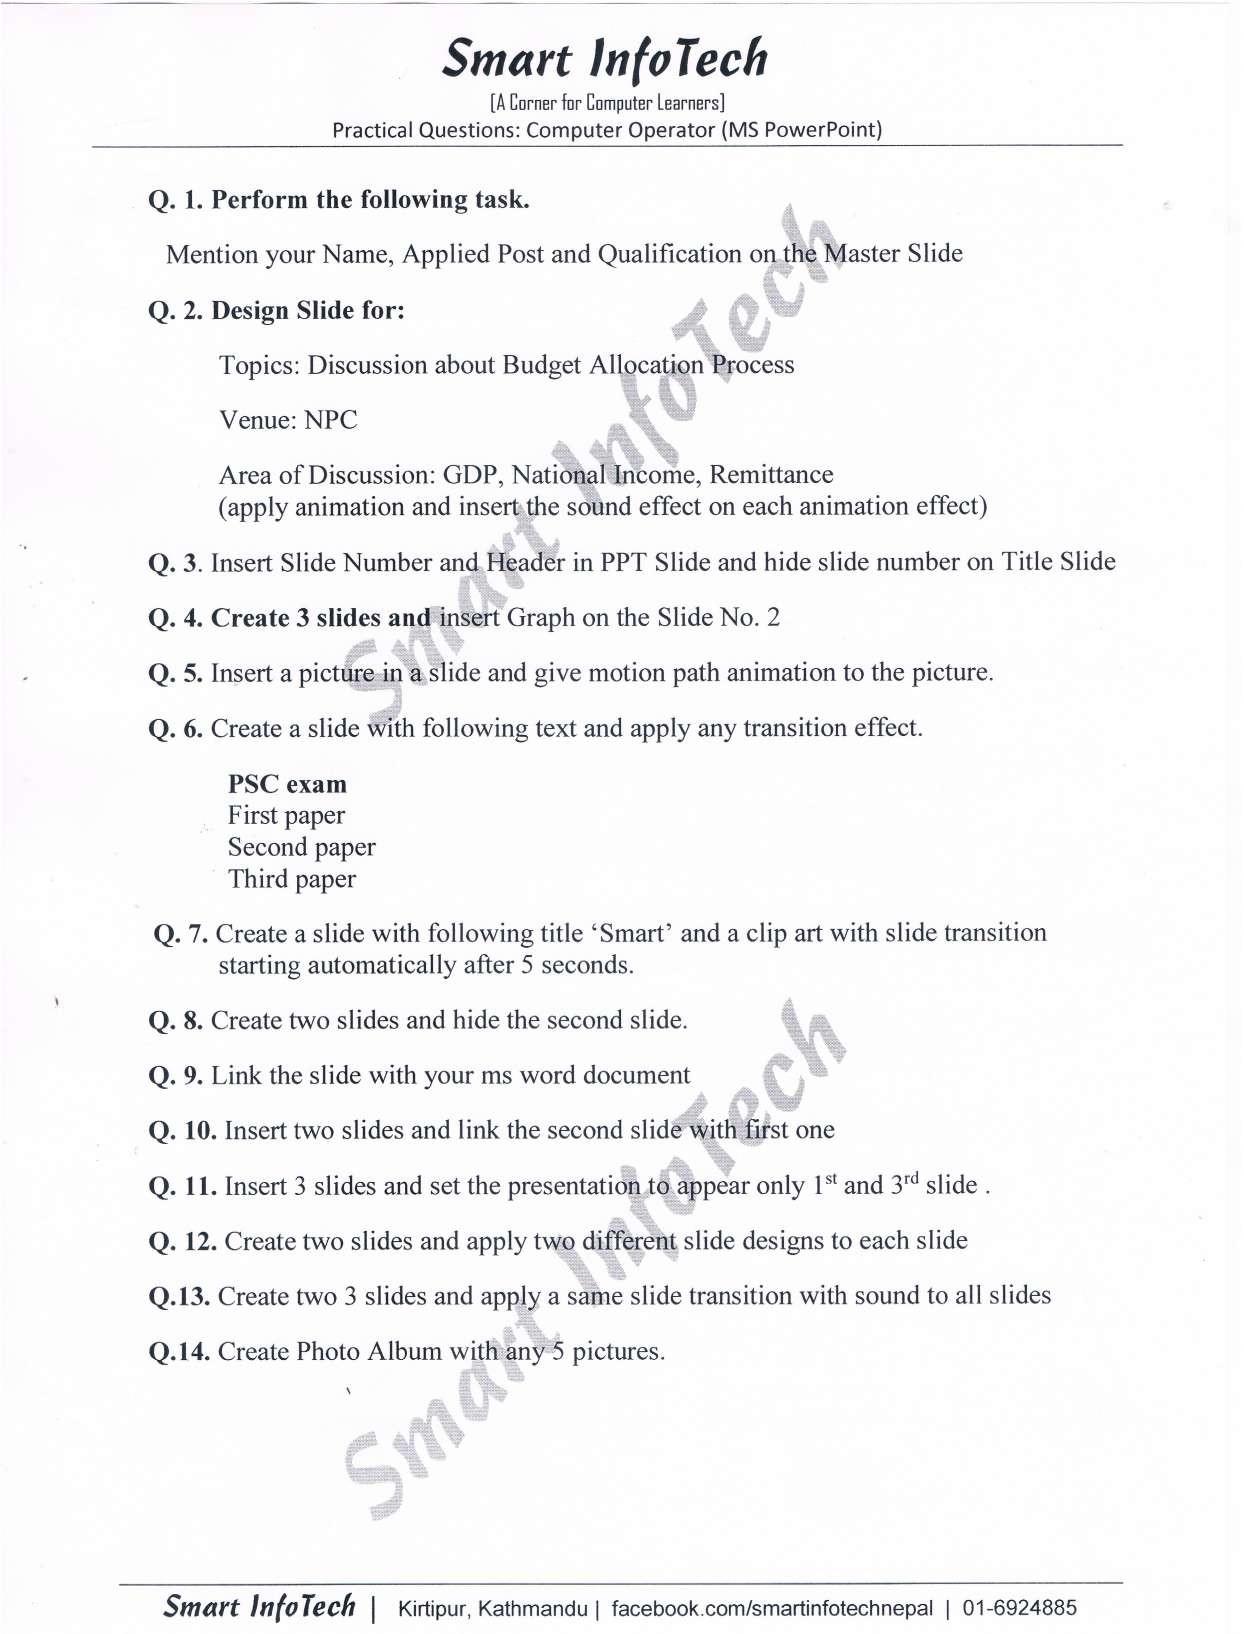 Smart InfoTech
[A Corner for Computer Learners]
Practical Questions: Computer Operator (MS PowerPoint)
Q. 1. Perform the following task.
Mention your Name, Applied Post and Qualification on the Master Slide
Q. 2. Design Slide for:
Topics: Discussion about Budget Allocation Process
Venue: NPC
Area of Discussion: GDP, National Income, Remittance
(apply animation and insert the sound effect on each animation effect)
Q. 3. Insert Slide Number and Header in PPT Slide and hide slide number on Title Slide
Q. 4. Create 3 slides and insert Graph on the Slide No. 2
Q. 5. Insert a picture in a slide and give motion path animation to the picture.
Q. 6. Create a slide with following text and apply any transition effect.
PSC exam
First paper
Second paper
Third paper
Q. 7. Create a slide with following title ‘Smart’ and a clip art with slide transition
starting automatically after 5 seconds.
Q. 8. Create two slides and hide the second slide.
Q. 9. Link the slide with your ms word document
Q. 10. Insert two slides and link the second slide with first one
Q. 11. Insert 3 slides and set the presentation to appear only 1st and 3rd slide .
Q. 12. Create two slides and apply two different slide designs to each slide
Q.13. Create two 3 slides and apply a same slide transition with sound to all slides
Q.14. Create Photo Album with any 5 pictures.
Smart InfoTech
Smart InfoTech
Smart InfoTech | Kirtipur, Kathmandu | facebook.com/smartinfotechnepal | 01-6924885